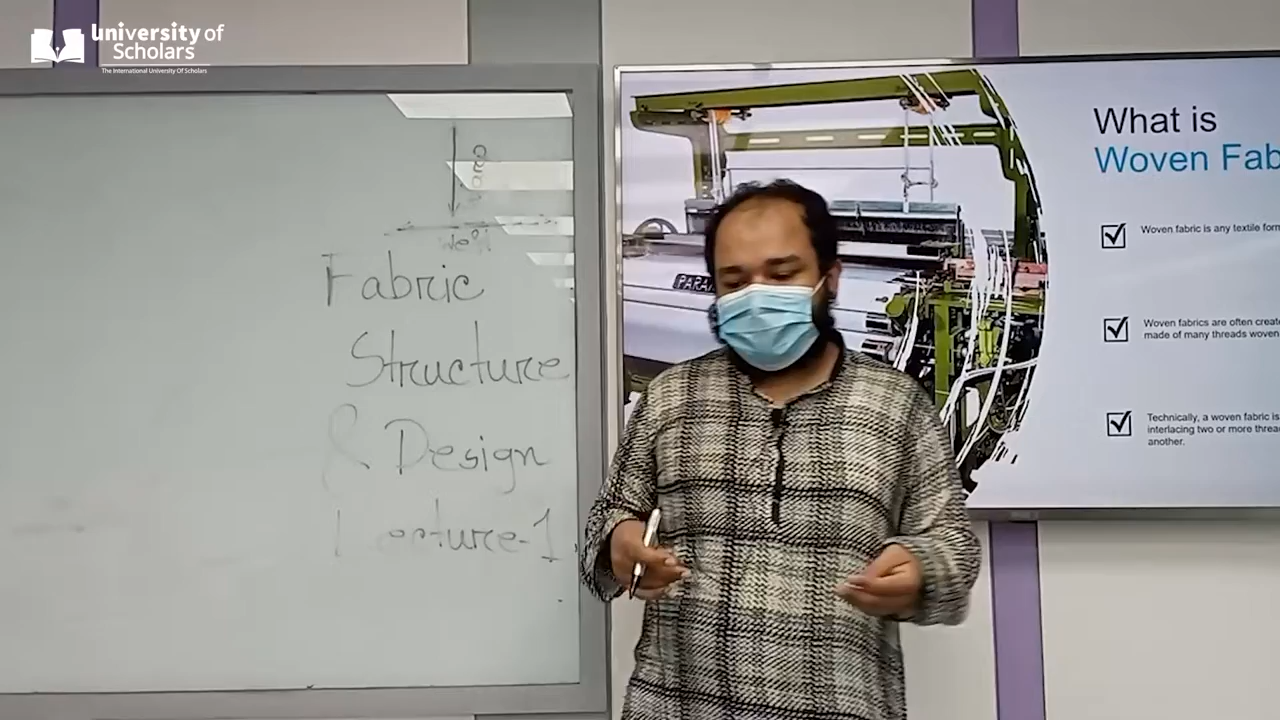 University of
Scholars
The International University Of Scholars
Warp
Weft
Fabric
Structure
& Design
Lecture-1
PARA
What is
Woven Fab
Woven fabric is any textile form
Woven fabrics are often create
made of many threads woven
Technically, a woven fabric is
interlacing two or more threa
another.